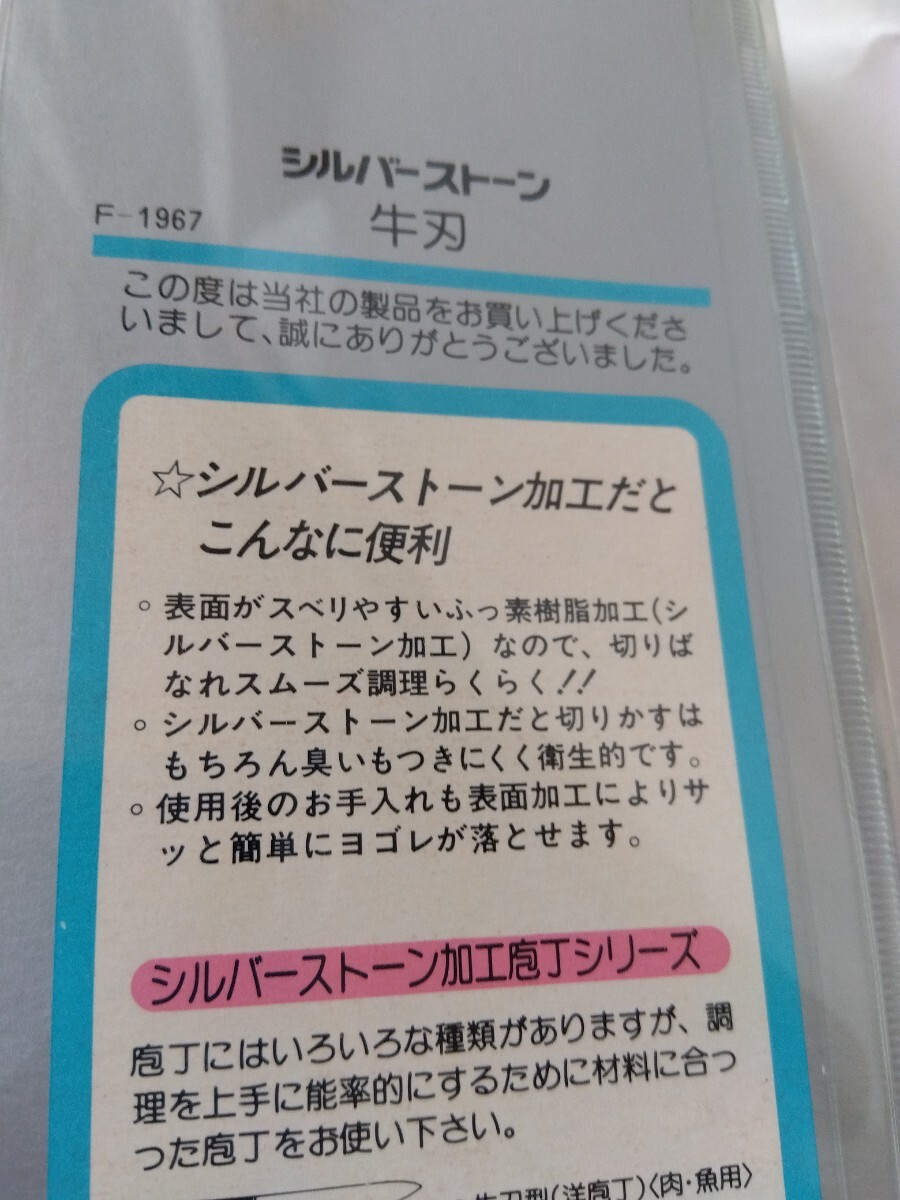 シルバーストーン
F-1967
牛刃
この度は当社の製品をお買い上げくださ
いまして、誠にありがとうございました。
☆シルバーストーン加工だと
こんなに便利
○ 表面がスベリやすいふっ素樹脂加工(シ
ルバーストーン加工)なので、切りば
なれスムーズ調理らくらく!!
○ シルバーストーン加工だと切りかすは
もちろん臭いもつきにくく衛生的です。
○ 使用後のお手入れも表面加工によりサ
ッと簡単にヨゴレが落とせます。
シルバーストーン加工庖丁シリーズ
庖丁にはいろいろな種類がありますが、調
理を上手に能率的にするために材料に合っ
った庖丁をお使い下さい。
牛刃型(洋庖丁)〈肉・魚用〉